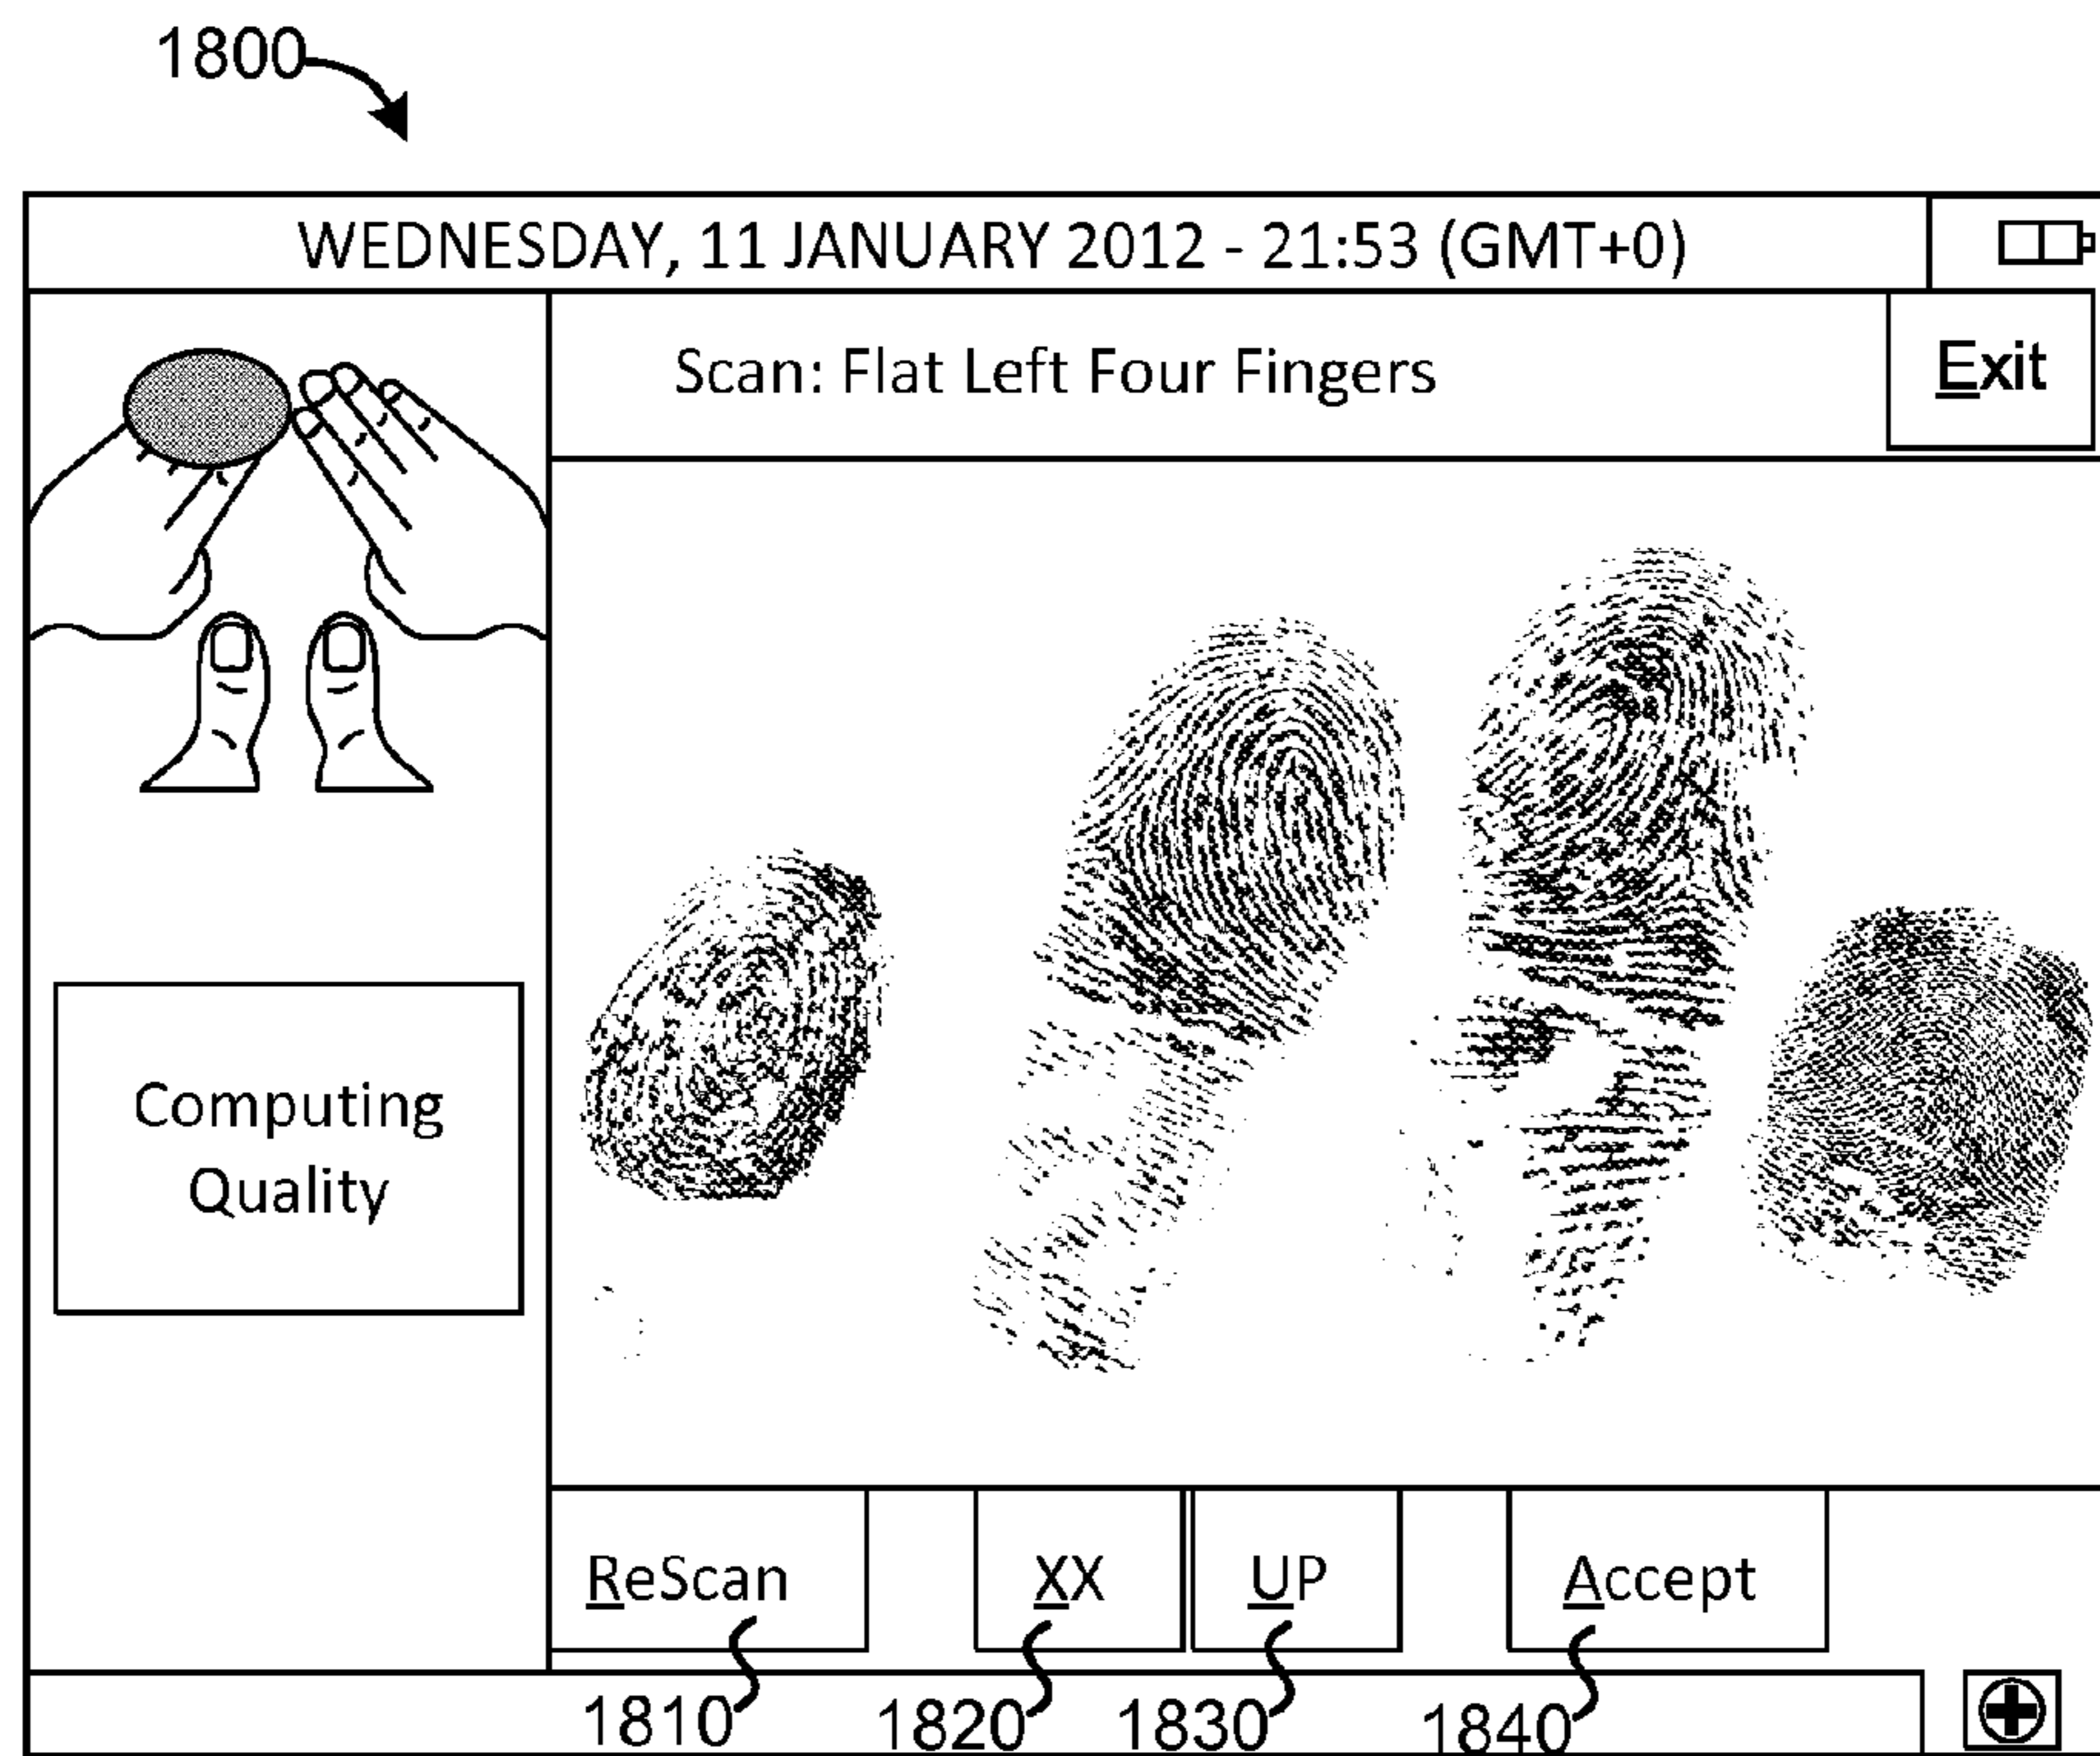 1800
WEDNESDAY, 11 JANUARY 2012 - 21:53 (GMT+0)
Scan: Flat Left Four Fingers
Exit
Computing
Quality
ReScan
XX
UP
Accept
1810
1820
1830
1840